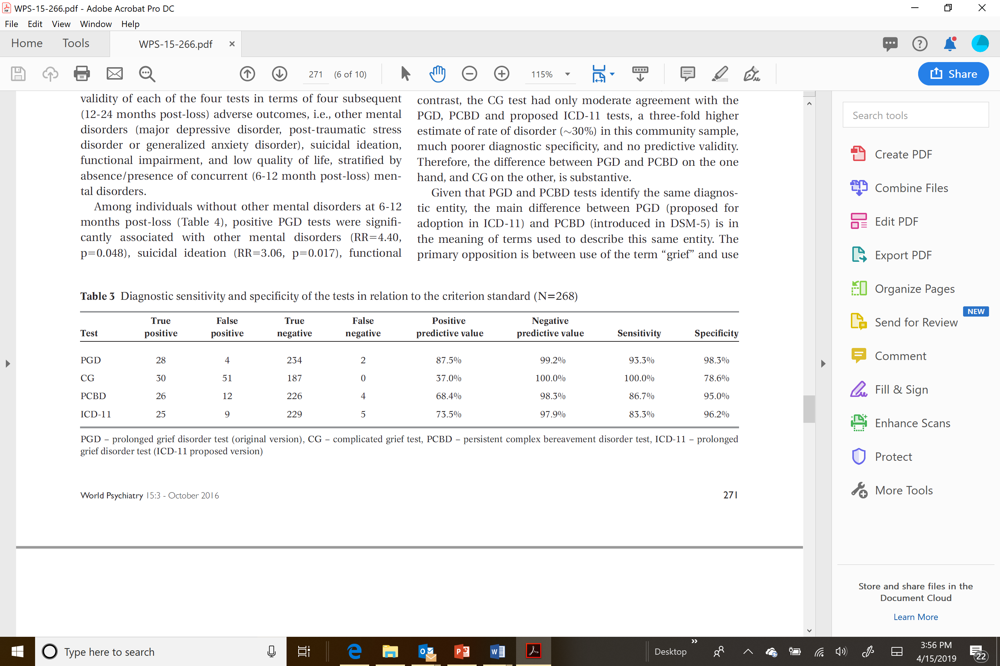 WPS-15-266.pdf - Adobe Acrobat Pro DC
File Edit View Window Help
Home Tools WPS-15-266.pdf ×
271 (6 of 10) 115% Share
validity of each of the four tests in terms of four subsequent
(12-24 months post-loss) adverse outcomes, i.e., other mental
disorders (major depressive disorder, post-traumatic stress
disorder or generalized anxiety disorder), suicidal ideation,
functional impairment, and low quality of life, stratified by
absence/presence of concurrent (6-12 month post-loss) men-
tal disorders.
Among individuals without other mental disorders at 6-12
months post-loss (Table 4), positive PGD tests were signifi-
cantly associated with other mental disorders (RR=4.40,
p=0.048), suicidal ideation (RR=3.06, p=0.017), functional
contrast, the CG test had only moderate agreement with the
PGD, PCBD and proposed ICD-11 tests, a three-fold higher
estimate of rate of disorder (~30%) in this community sample,
much poorer diagnostic specificity, and no predictive validity.
Therefore, the difference between PGD and PCBD on the one
hand, and CG on the other, is substantive.
Given that PGD and PCBD tests identify the same diagnos-
tic entity, the main difference between PGD (proposed for
adoption in ICD-11) and PCBD (introduced in DSM-5) is in
the meaning of terms used to describe this same entity. The
primary opposition is between use of the term “grief” and use
Table 3 Diagnostic sensitivity and specificity of the tests in relation to the criterion standard (N=268)
True False True False Positive Negative
Test positive positive negative negative predictive value predictive value Sensitivity Specificity
PGD 28 4 234 2 87.5% 99.2% 93.3% 98.3%
CG 30 51 187 0 37.0% 100.0% 100.0% 78.6%
PCBD 26 12 226 4 68.4% 98.3% 86.7% 95.0%
ICD-11 25 9 229 5 73.5% 97.9% 83.3% 96.2%
PGD – prolonged grief disorder test (original version), CG – complicated grief test, PCBD – persistent complex bereavement disorder test, ICD-11 – prolonged
grief disorder test (ICD-11 proposed version)
World Psychiatry 15:3 - October 2016 271
Search tools
Create PDF
Combine Files
Edit PDF
Export PDF
Organize Pages
NEW
Send for Review
Comment
Fill & Sign
Enhance Scans
Protect
More Tools
Store and share files in the
Document Cloud
Learn More
Type here to search
Desktop
3:56 PM
4/15/2019
22